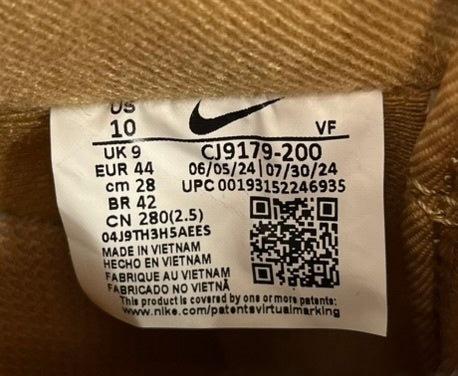 US
10 VF
UK 9 CJ9179-200
EUR 44 06/05/24 07/30/24
cm 28 UPC 00193152246935
BR 42
CN 280(2.5)
04J9TH3H5AEES
MADE IN VIETNAM
HECHO EN VIETNAM
FABRIQUE AU VIETNAM
FABRICADO NO VIETNÃ
This product is covered by one or more patents:
www.nike.com/patentsvirtualmarking